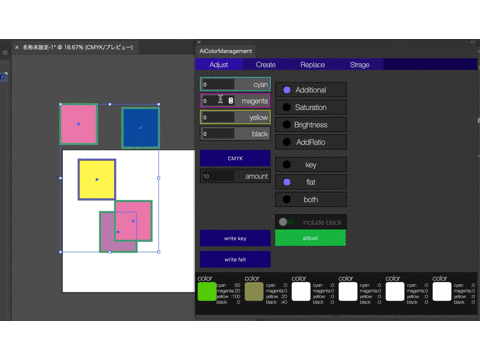 名称未設定-1* @ 16.67% (CMYK/プレビュー)
AiColorManagement
Adjust Create Replace Strage
0 cyan
0 magenta
0 yellow
0 black
CMYK
10 amount
write key
write falt
Additional
Saturation
Brightness
AddRatio
key
flat
both
include black
adjust
color
cyan :60
magenta:00
yellow :100
black :0
color
cyan :0
magenta:0
yellow :20
black :40
color
cyan :0
magenta:0
yellow :0
black :0
color
cyan :0
magenta:0
yellow :0
black :0
color
cyan :0
magenta:0
yellow :0
black :0
color
cyan :0
magenta:0
yellow :0
black :0